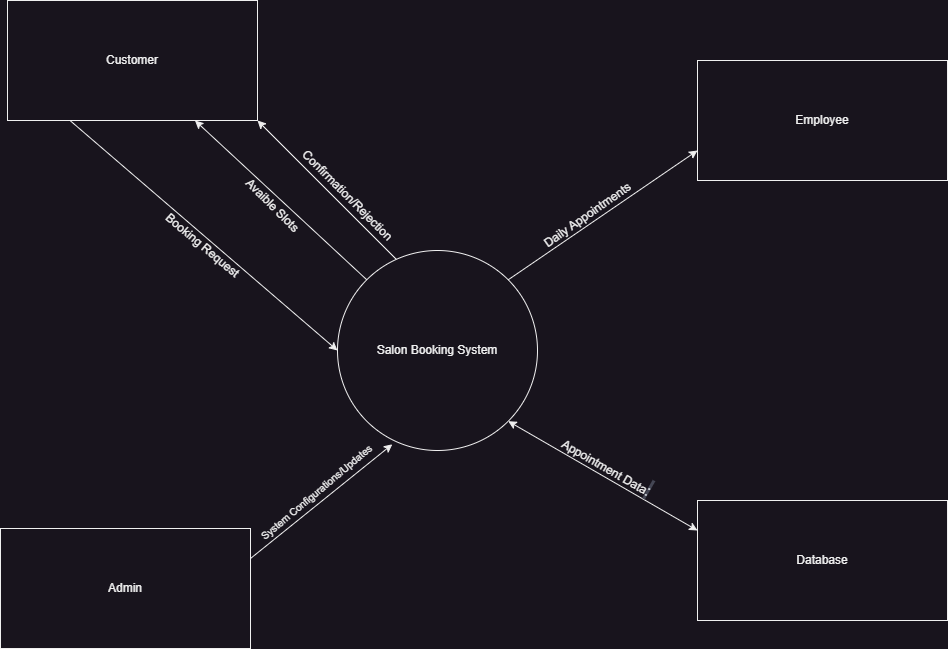 Customer
Employee
Confirmation/Rejection
Avaible Slots
Booking Request
Daily Appointments
Salon Booking System
System Configurations/Updates
Appointment Data:
Admin
Database